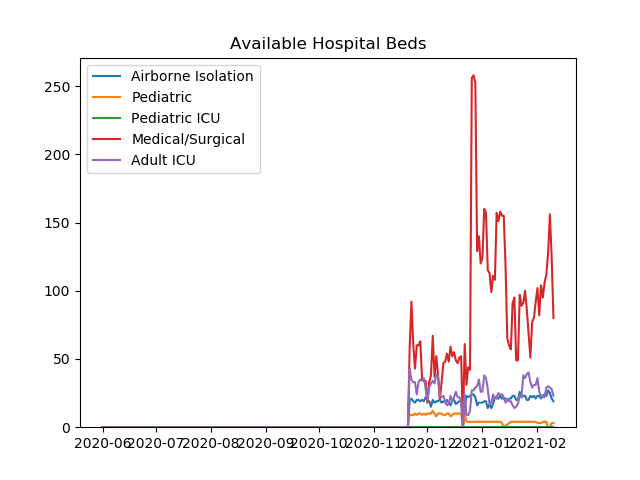 Available Hospital Beds
Airborne Isolation
Pediatric
Pediatric ICU
Medical/Surgical
Adult ICU
250
200
150
100
50
0
2020-06 2020-07 2020-08 2020-09 2020-10 2020-11 2020-12 2021-01 2021-02